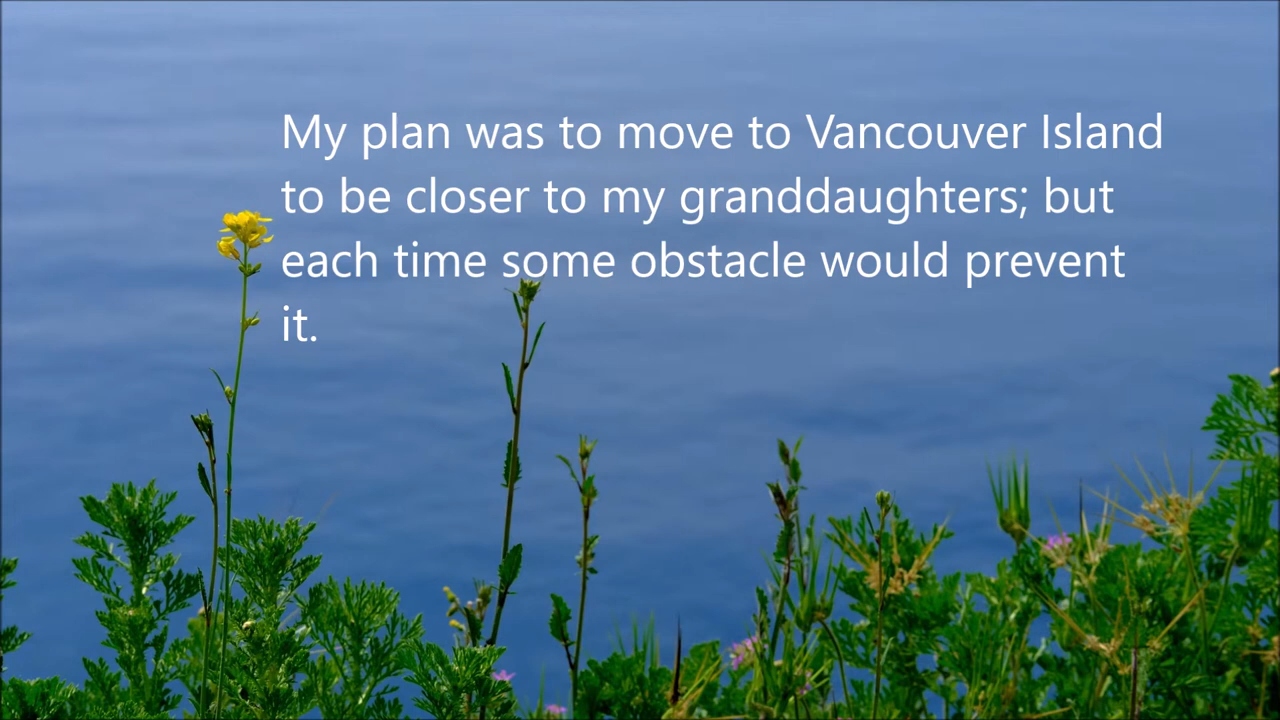 My plan was to move to Vancouver Island
to be closer to my granddaughters; but
each time some obstacle would prevent
it.